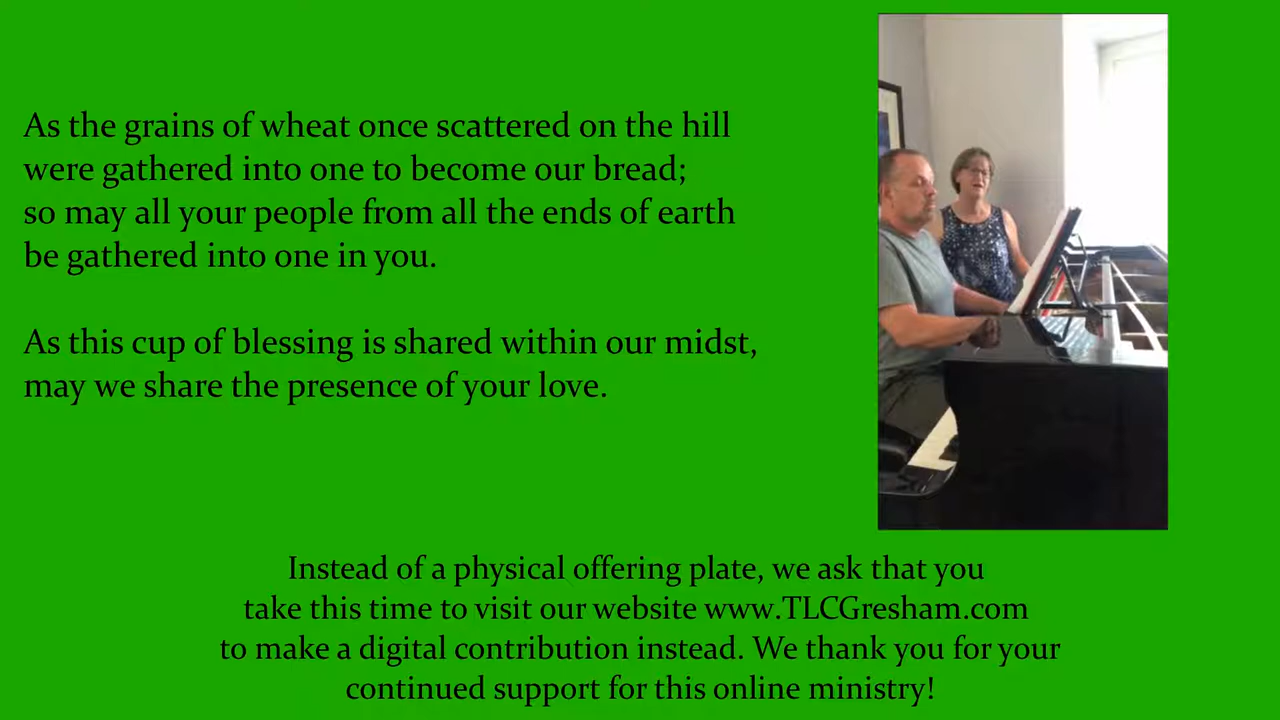 As the grains of wheat once scattered on the hill
were gathered into one to become our bread;
so may all your people from all the ends of earth
be gathered into one in you.
As this cup of blessing is shared within our midst,
may we share the presence of your love.
Instead of a physical offering plate, we ask that you
take this time to visit our website www.TLCGresham.com
to make a digital contribution instead. We thank you for your
continued support for this online ministry!